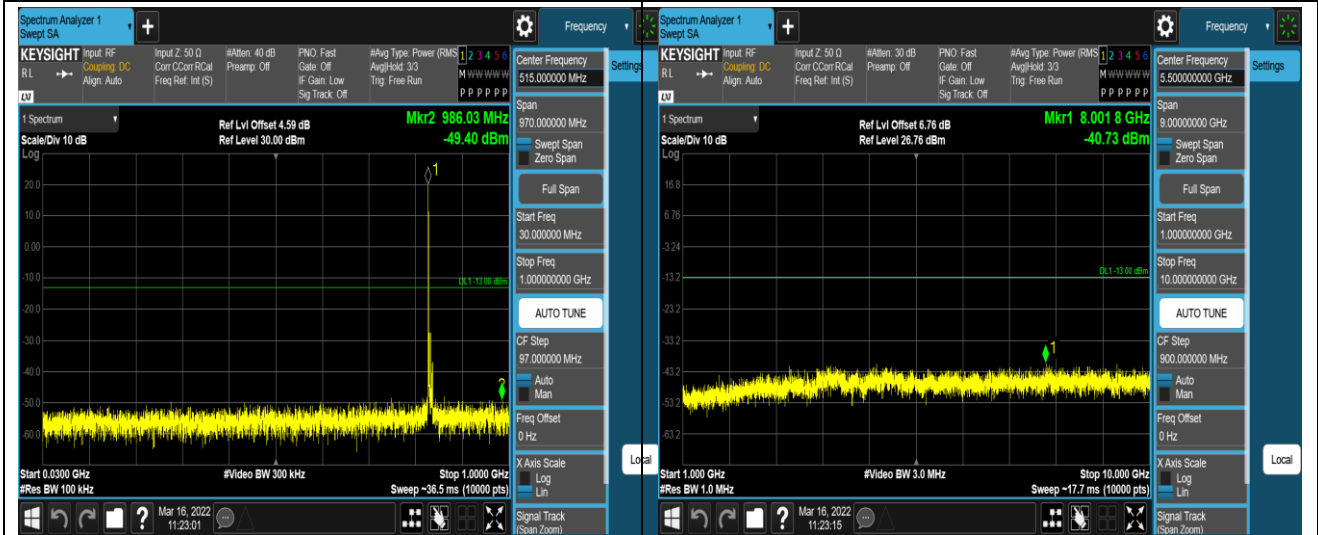 Spectrum Analyzer 1
Swept SA
+
Frequency
KEYSIGHT
RL
LXI
Input: RF
Coupling: DC
Align: Auto
Input Z: 50 Ω
Corr CCorr RCal
Freq Ref: Int (S)
#Atten: 40 dB
Preamp: Off
PNO: Fast
Gate: Off
IF Gain: Low
Sig Track: Off
#Avg Type: Power (RMS
Avg|Hold: 3/3
Trig: Free Run
1 2 3 4 5 6
M W W W W W
P P P P P P
Center Frequency
515.000000 MHz
Settings
Span
970.000000 MHz
Swept Span
Zero Span
Full Span
Start Freq
30.000000 MHz
Stop Freq
1.000000000 GHz
AUTO TUNE
CF Step
97.000000 MHz
Auto
Man
Freq Offset
0 Hz
X Axis Scale
Log
Lin
Signal Track
(Span Zoom)
Local
1 Spectrum
Scale/Div 10 dB
Log
Ref Lvl Offset 4.59 dB
Ref Level 30.00 dBm
Mkr2 986.03 MHz
-49.40 dBm
1
20.0
10.0
0.00
-10.0
DL1 -13.00 dBm
-20.0
-30.0
-40.0
-50.0
-60.0
Start 0.0300 GHz
#Res BW 100 kHz
#Video BW 300 kHz
Stop 1.0000 GHz
Sweep ~36.5 ms (10000 pts)
?
Mar 16, 2022
11:23:01
Spectrum Analyzer 1
Swept SA
+
Frequency
KEYSIGHT
RL
LXI
Input: RF
Coupling: DC
Align: Auto
Input Z: 50 Ω
Corr CCorr RCal
Freq Ref: Int (S)
#Atten: 30 dB
Preamp: Off
PNO: Fast
Gate: Off
IF Gain: Low
Sig Track: Off
#Avg Type: Power (RMS
Avg|Hold: 3/3
Trig: Free Run
1 2 3 4 5 6
M W W W W W
P P P P P P
Center Frequency
5.500000000 GHz
Settings
Span
9.00000000 GHz
Swept Span
Zero Span
Full Span
Start Freq
1.000000000 GHz
Stop Freq
10.000000000 GHz
AUTO TUNE
CF Step
900.000000 MHz
Auto
Man
Freq Offset
0 Hz
X Axis Scale
Log
Lin
Signal Track
(Span Zoom)
Local
1 Spectrum
Scale/Div 10 dB
Log
Ref Lvl Offset 6.76 dB
Ref Level 26.76 dBm
Mkr1 8.001 8 GHz
-40.73 dBm
16.8
6.76
-3.24
-13.2
DL1 -13.00 dBm
-23.2
-33.2
1
-43.2
-53.2
-63.2
Start 1.000 GHz
#Res BW 1.0 MHz
#Video BW 3.0 MHz
Stop 10.000 GHz
Sweep ~17.7 ms (10000 pts)
?
Mar 16, 2022
11:23:15